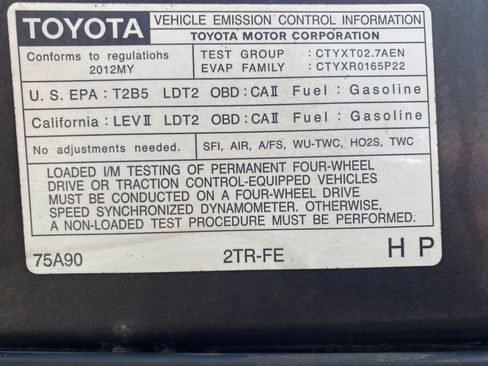 TOYOTA VEHICLE EMISSION CONTROL INFORMATION
TOYOTA MOTOR CORPORATION
Conforms to regulations TEST GROUP : CTYXT02.7AEN
2012MY EVAP FAMILY : CTYXR0165P22
U. S. EPA : T2B5 LDT2 OBD : CAⅡ Fuel : Gasoline
California : LEVⅡ LDT2 OBD : CAⅡ Fuel : Gasoline
No adjustments needed. SFI, AIR, A/FS, WU-TWC, HO2S, TWC
LOADED I/M TESTING OF PERMANENT FOUR-WHEEL
DRIVE OR TRACTION CONTROL-EQUIPPED VEHICLES
MUST BE CONDUCTED ON A FOUR-WHEEL DRIVE
SPEED SYNCHRONIZED DYNAMOMETER. OTHERWISE,
A NON-LOADED TEST PROCEDURE MUST BE USED.
75A90 2TR-FE H P